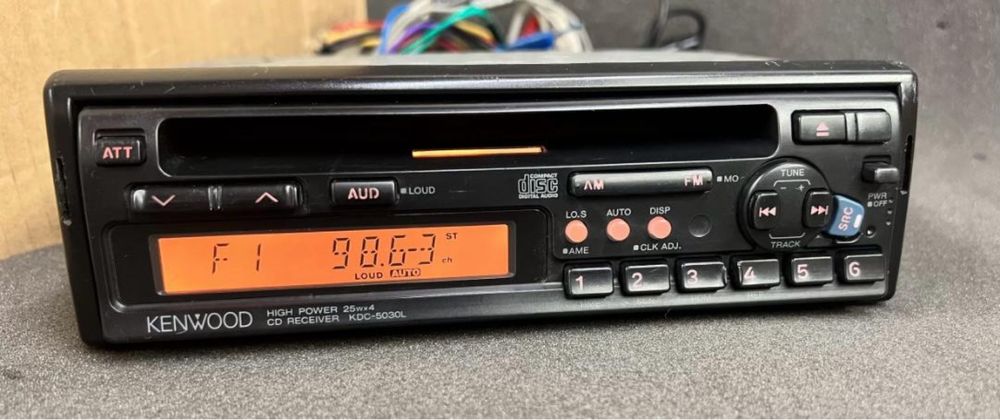 ATT
AUD
LOUD
COMPACT
disc
DIGITAL AUDIO
AM FM
MO
TUNE
- +
TRACK
SRC
PWR
OFF
LO.S AUTO DISP
AME
CLK ADJ.
F1 98.6-3 ST
ch
LOUD AUTO
1 2 3 4 5 6
KENWOOD
HIGH POWER 25W×4
CD RECEIVER KDC-5030L